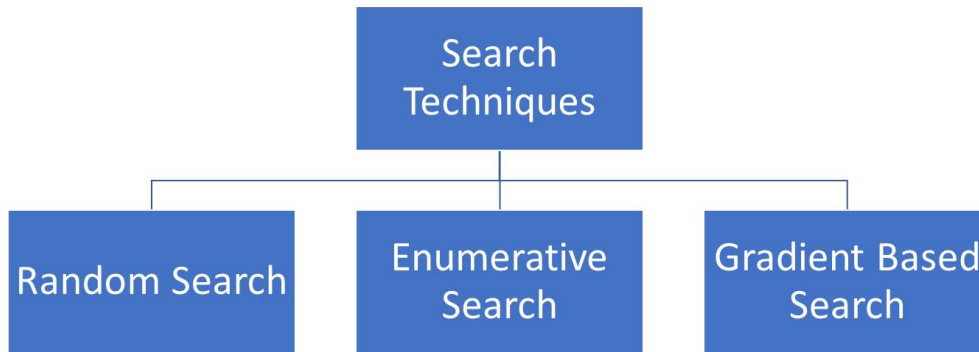 Search
Techniques
Random Search
Enumerative
Search
Gradient Based
Search